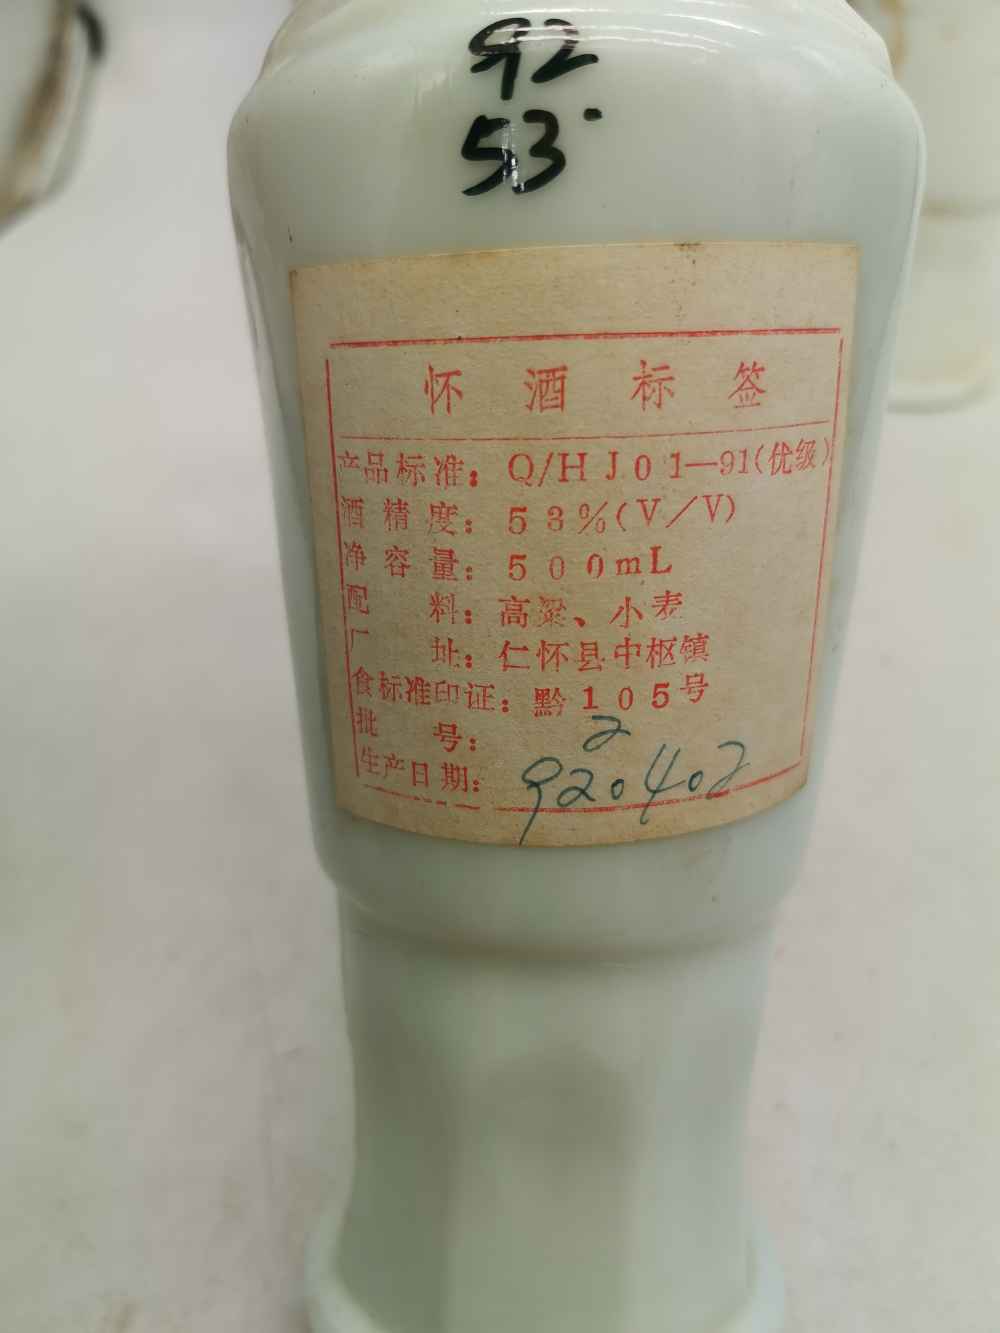 92
53°
怀酒标签
产品标准：Q/HJ01—91（优级）
酒精度：53%(V/V)
净容量：500mL
配料：高粱、小麦
厂址：仁怀县中枢镇
食标准印证：黔105号
批号：2
生产日期：920402